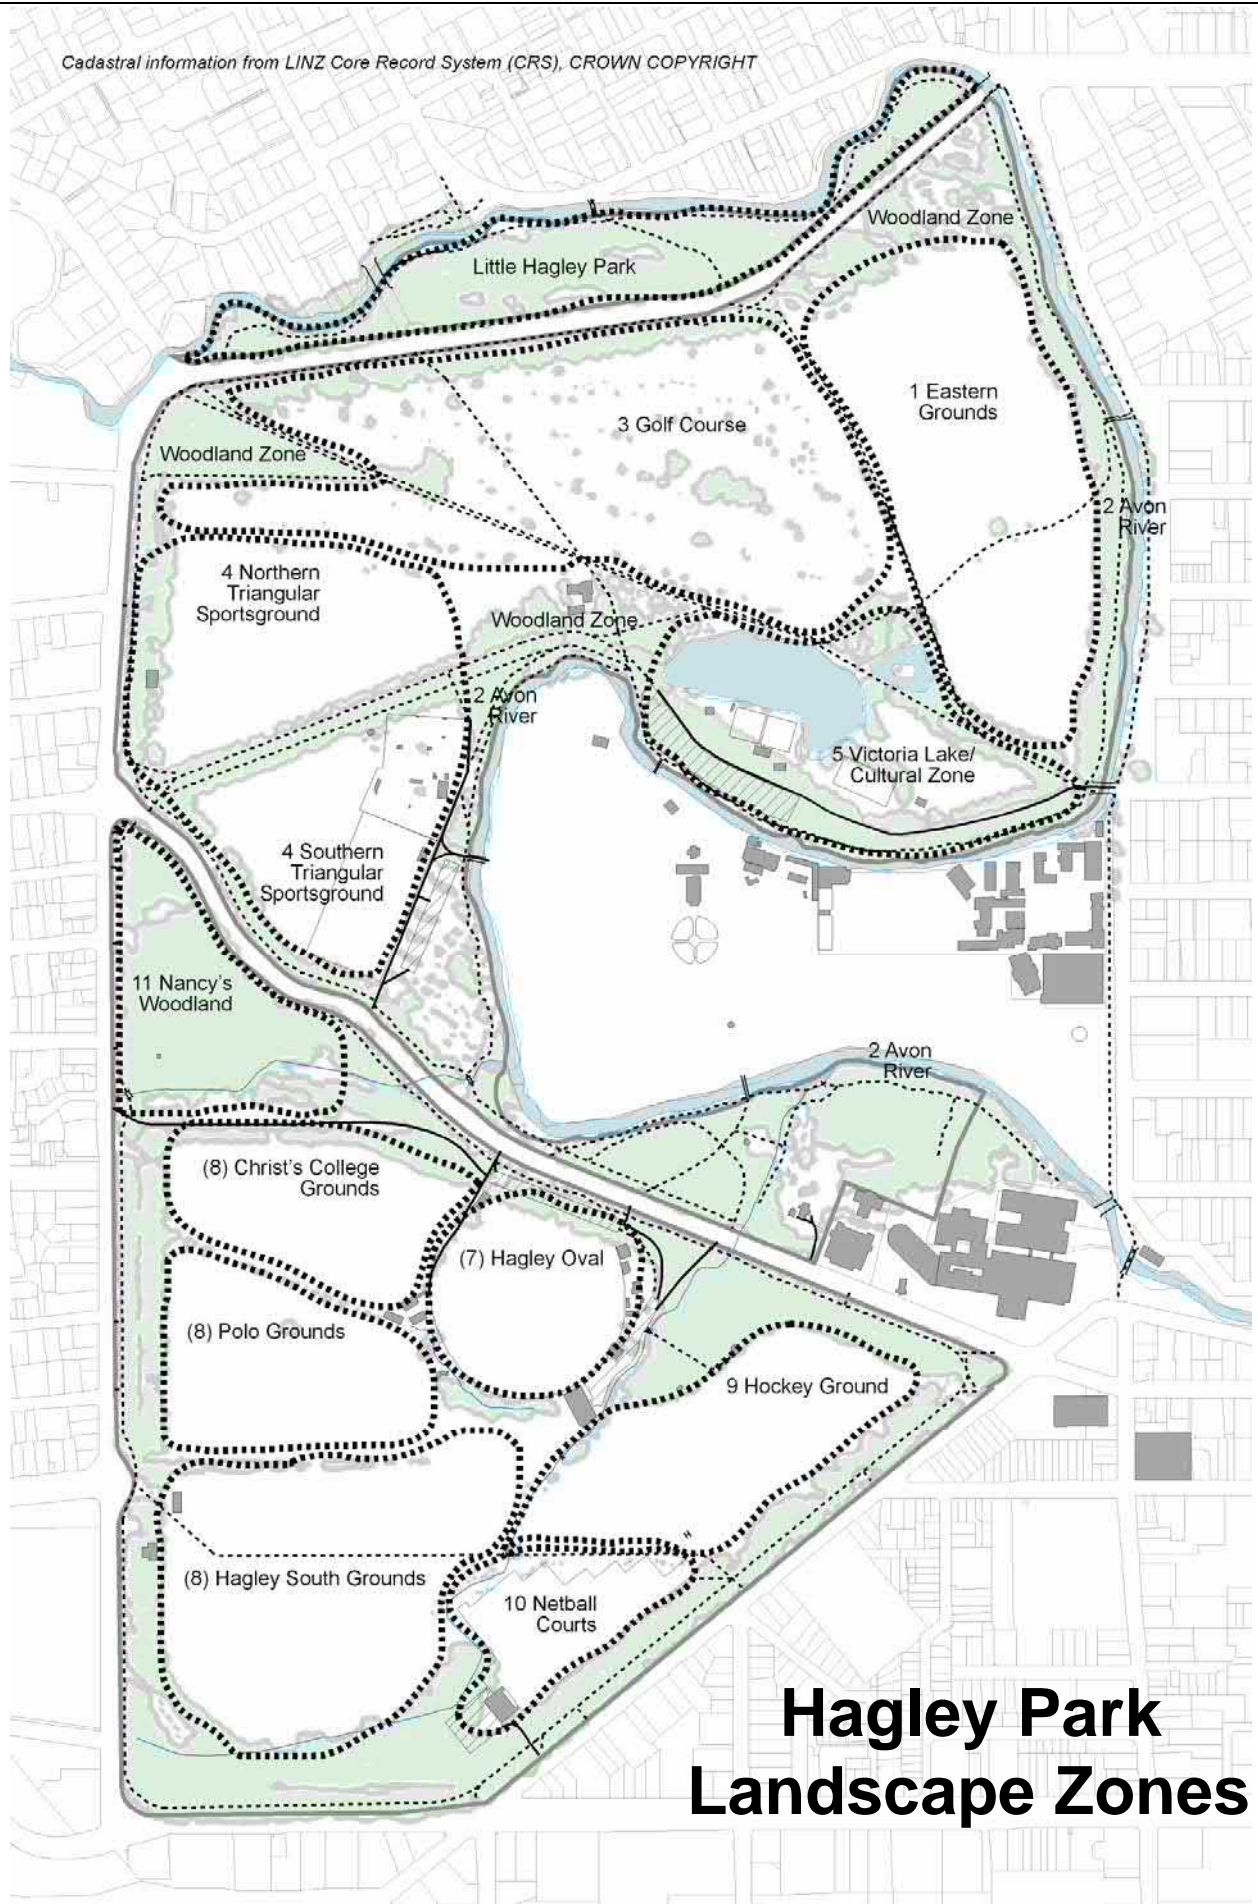 Cadastral information from LINZ Core Record System (CRS), CROWN COPYRIGHT
Woodland Zone
Little Hagley Park
1 Eastern
Grounds
3 Golf Course
Woodland Zone
2 Avon
River
4 Northern
Triangular
Sportsground
Woodland Zone
2 Avon
River
5 Victoria Lake/
Cultural Zone
4 Southern
Triangular
Sportsground
11 Nancy's
Woodland
2 Avon
River
(8) Christ's College
Grounds
(7) Hagley Oval
(8) Polo Grounds
9 Hockey Ground
(8) Hagley South Grounds
10 Netball
Courts
Hagley Park
Landscape Zones